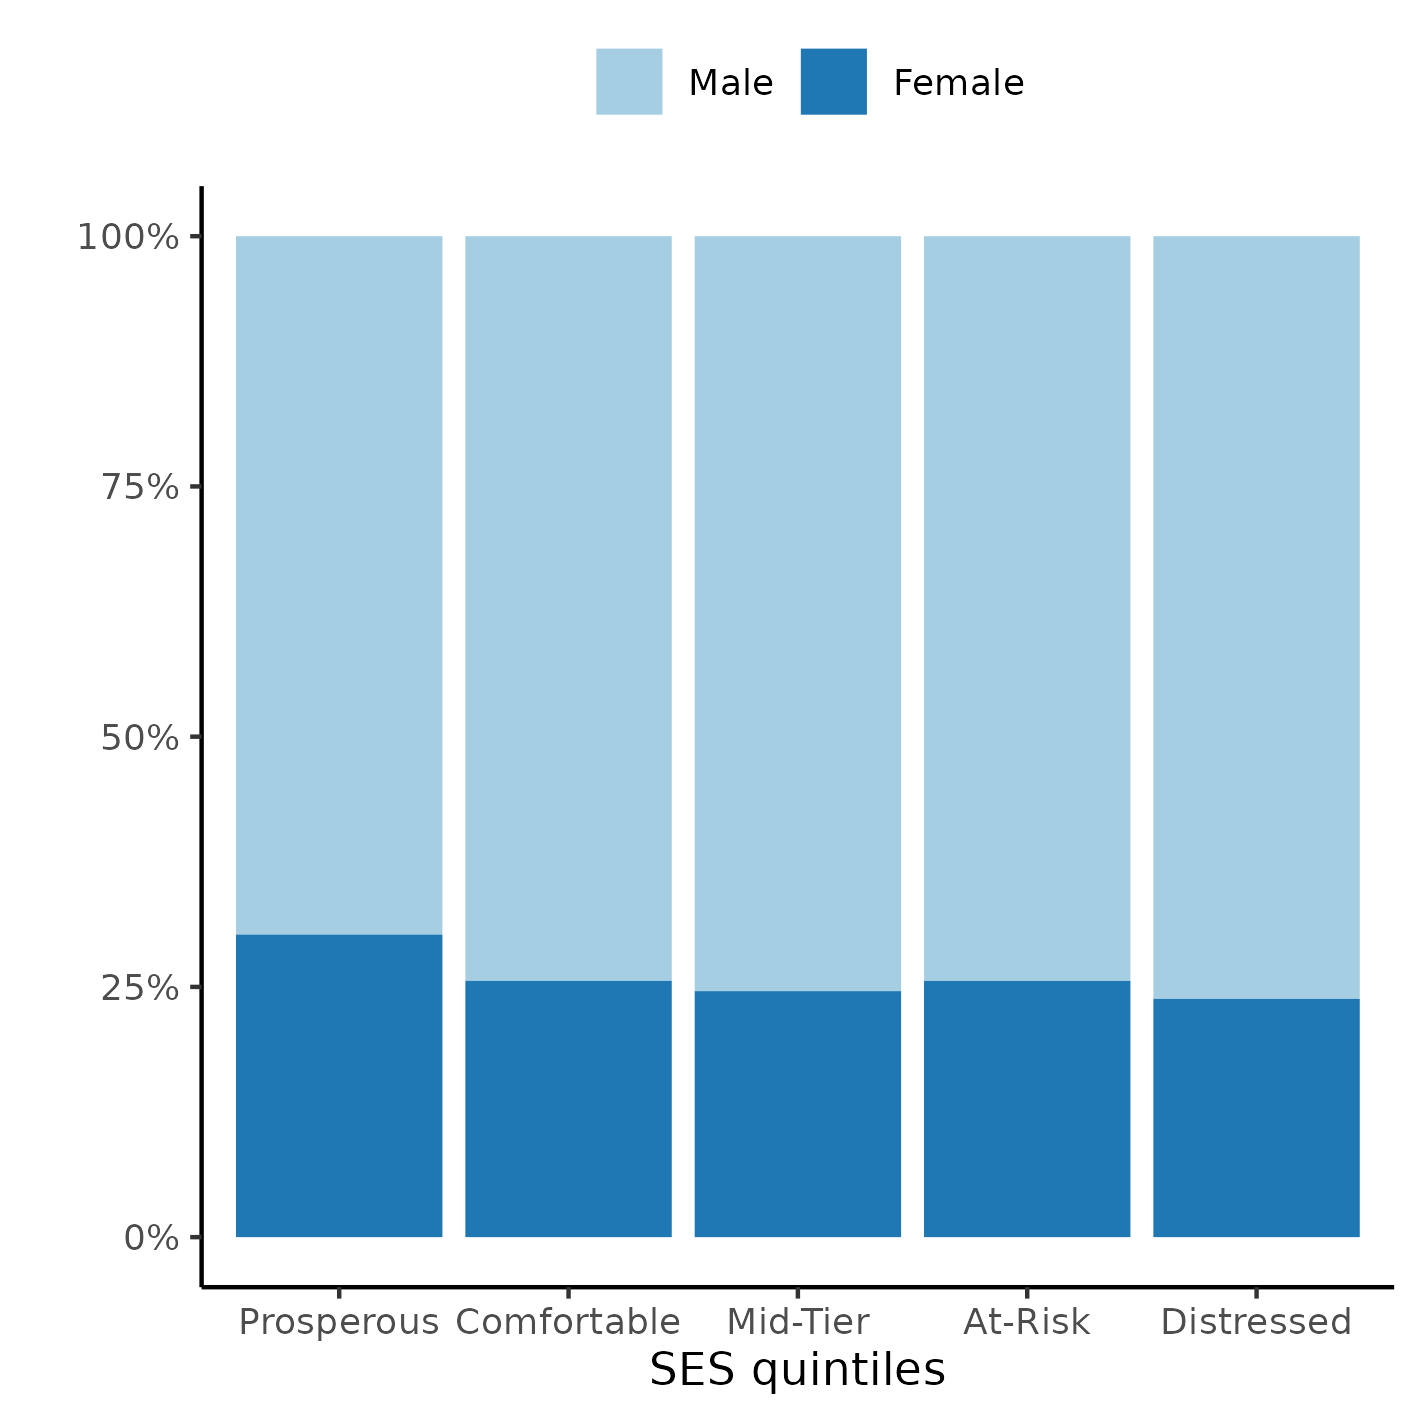 Male Female
100%
75%
50%
25%
0%
Prosperous Comfortable Mid-Tier At-Risk Distressed
SES quintiles